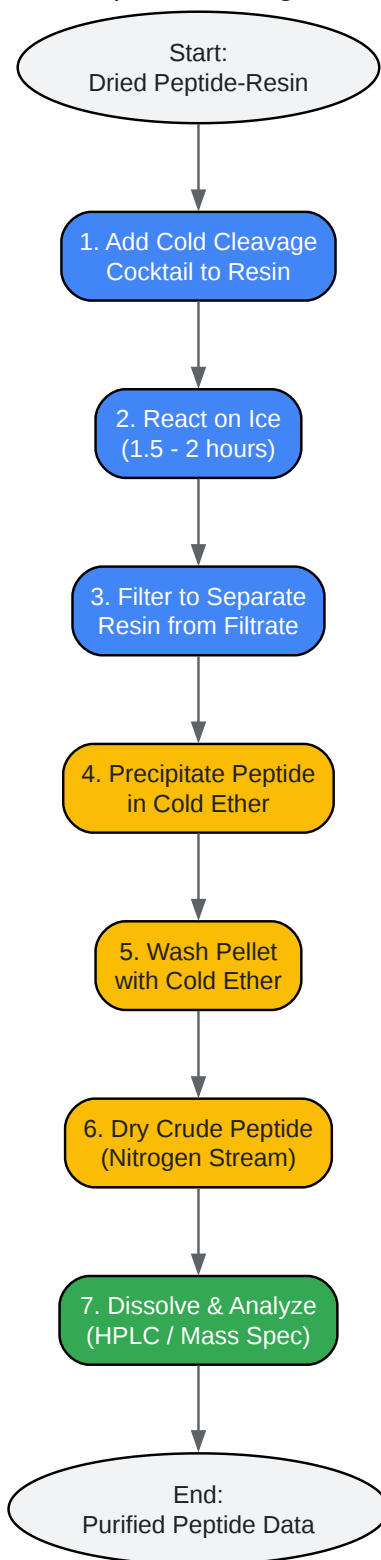 Start:
Dried Peptide-Resin
1. Add Cold Cleavage
Cocktail to Resin
2. React on Ice
(1.5 - 2 hours)
3. Filter to Separate
Resin from Filtrate
4. Precipitate Peptide
in Cold Ether
5. Wash Pellet
with Cold Ether
6. Dry Crude Peptide
(Nitrogen Stream)
7. Dissolve & Analyze
(HPLC / Mass Spec)
End:
Purified Peptide Data